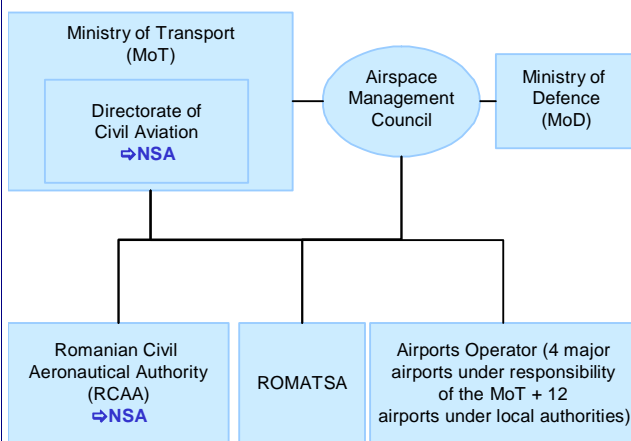 Ministry of Transport
(MoT)
Directorate of
Civil Aviation
⇨NSA
Airspace
Management
Council
Ministry of
Defence
(MoD)
Romanian Civil
Aeronautical Authority
(RCAA)
⇨NSA
ROMATSA
Airports Operator (4 major
airports under responsibility
of the MoT + 12
airports under local authorities)